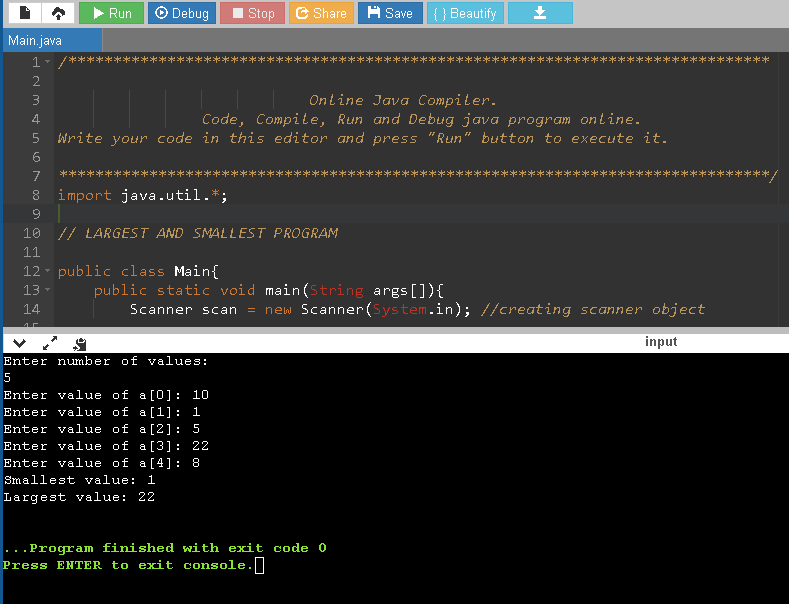 Run Debug Stop Share Save { } Beautify
Main.java
1 /******************************************************************************
2
3 Online Java Compiler.
4 Code, Compile, Run and Debug java program online.
5 Write your code in this editor and press "Run" button to execute it.
6
7 *******************************************************************************/
8 import java.util.*;
9
10 // LARGEST AND SMALLEST PROGRAM
11
12 public class Main{
13 public static void main(String args[]){
14 Scanner scan = new Scanner(System.in); //creating scanner object
15
input
Enter number of values:
5
Enter value of a[0]: 10
Enter value of a[1]: 1
Enter value of a[2]: 5
Enter value of a[3]: 22
Enter value of a[4]: 8
Smallest value: 1
Largest value: 22
...Program finished with exit code 0
Press ENTER to exit console.